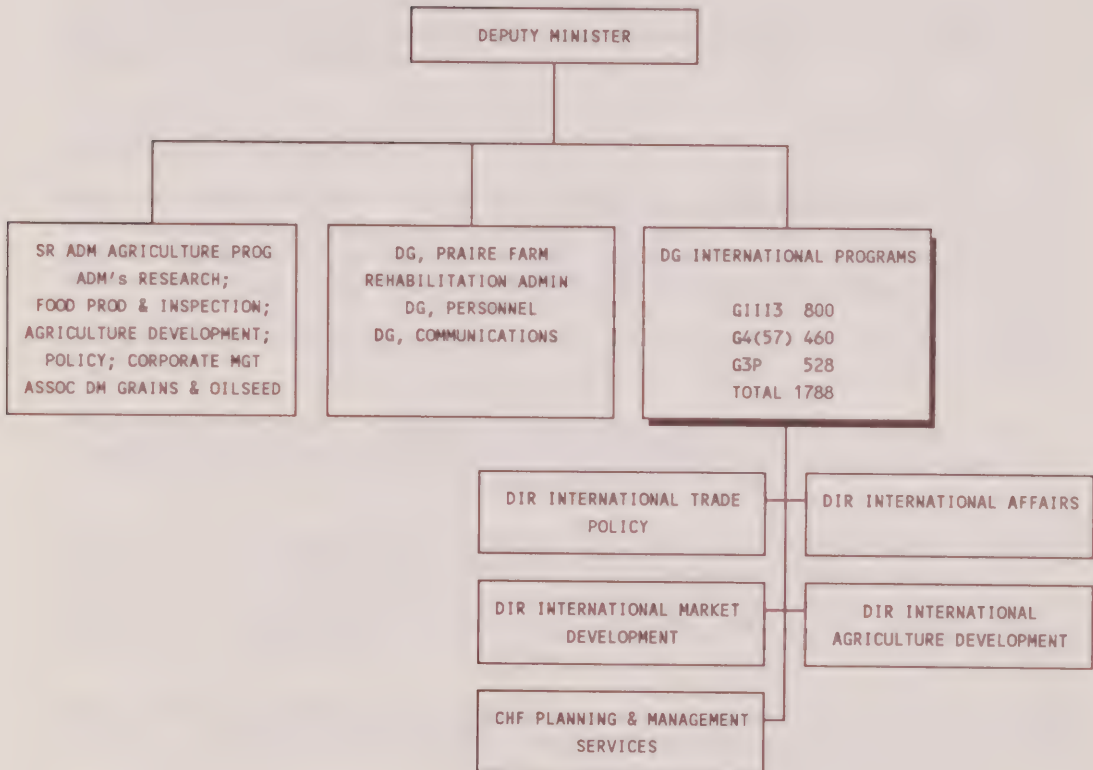 DEPUTY MINISTER
SR ADM AGRICULTURE PROG
ADM's RESEARCH;
FOOD PROD & INSPECTION;
AGRICULTURE DEVELOPMENT;
POLICY; CORPORATE MGT
ASSOC DM GRAINS & OILSEED
DG, PRAIRE FARM
REHABILITATION ADMIN
DG, PERSONNEL
DG, COMMUNICATIONS
DG INTERNATIONAL PROGRAMS
GIII3 800
G4(57) 460
G3P 528
TOTAL 1788
DIR INTERNATIONAL TRADE
POLICY
DIR INTERNATIONAL AFFAIRS
DIR INTERNATIONAL MARKET
DEVELOPMENT
DIR INTERNATIONAL
AGRICULTURE DEVELOPMENT
CHF PLANNING & MANAGEMENT
SERVICES